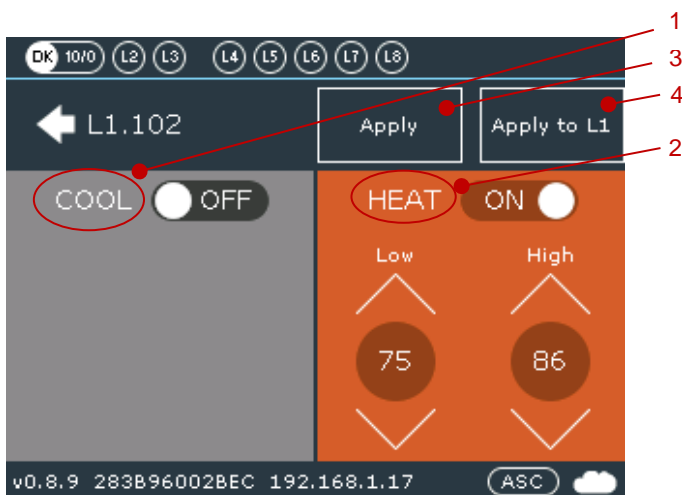 1
DK 10/0 L2 L3 L4 L5 L6 L7 L8
3
4
L1.102 Apply Apply to L1
2
COOL OFF HEAT ON
Low High
75 86
v0.8.9 283B96002BEC 192.168.1.17 ASC